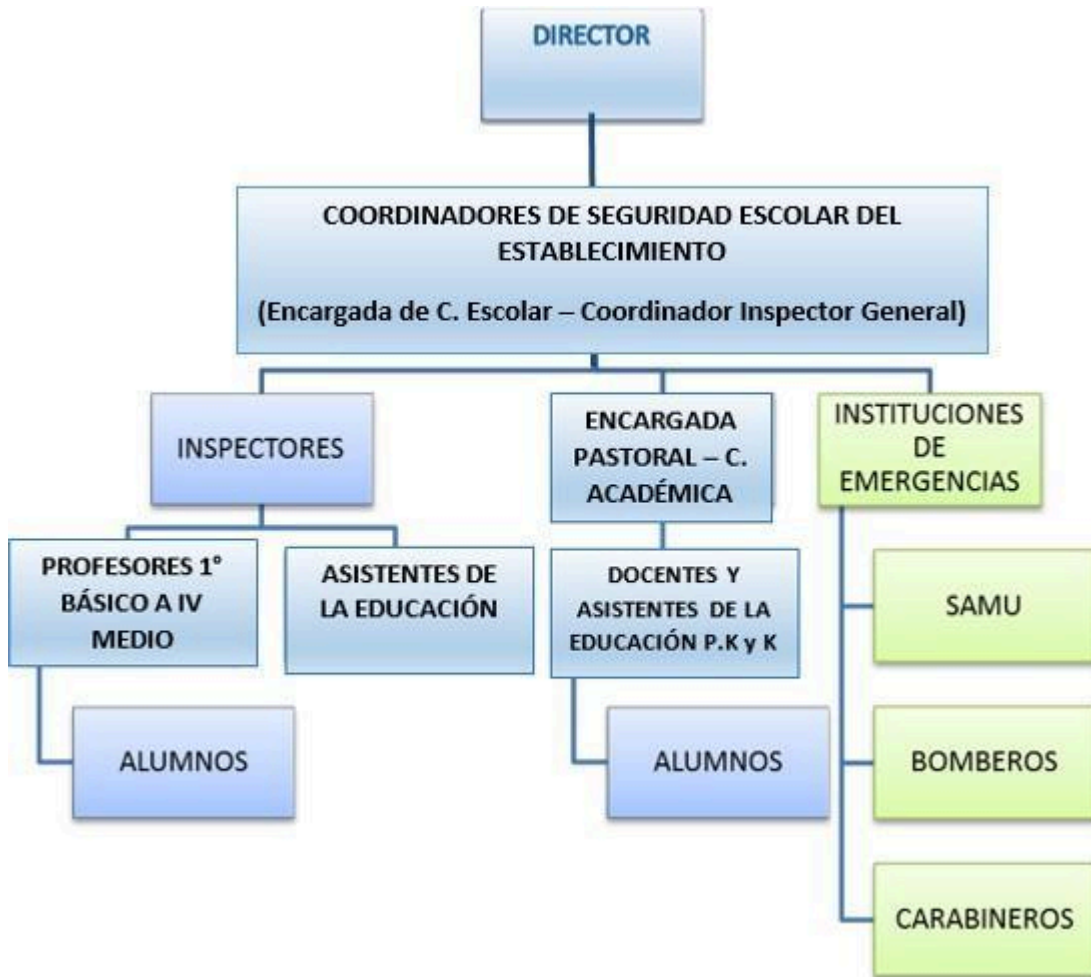 DIRECTOR
COORDINADORES DE SEGURIDAD ESCOLAR DEL
ESTABLECIMIENTO
(Encargada de C. Escolar – Coordinador Inspector General)
INSPECTORES
ENCARGADA
PASTORAL – C.
ACADÉMICA
INSTITUCIONES
DE
EMERGENCIAS
PROFESORES 1°
BÁSICO A IV
MEDIO
ASISTENTES DE
LA EDUCACIÓN
DOCENTES Y
ASISTENTES DE LA
EDUCACIÓN P.K y K
SAMU
ALUMNOS
ALUMNOS
BOMBEROS
CARABINEROS